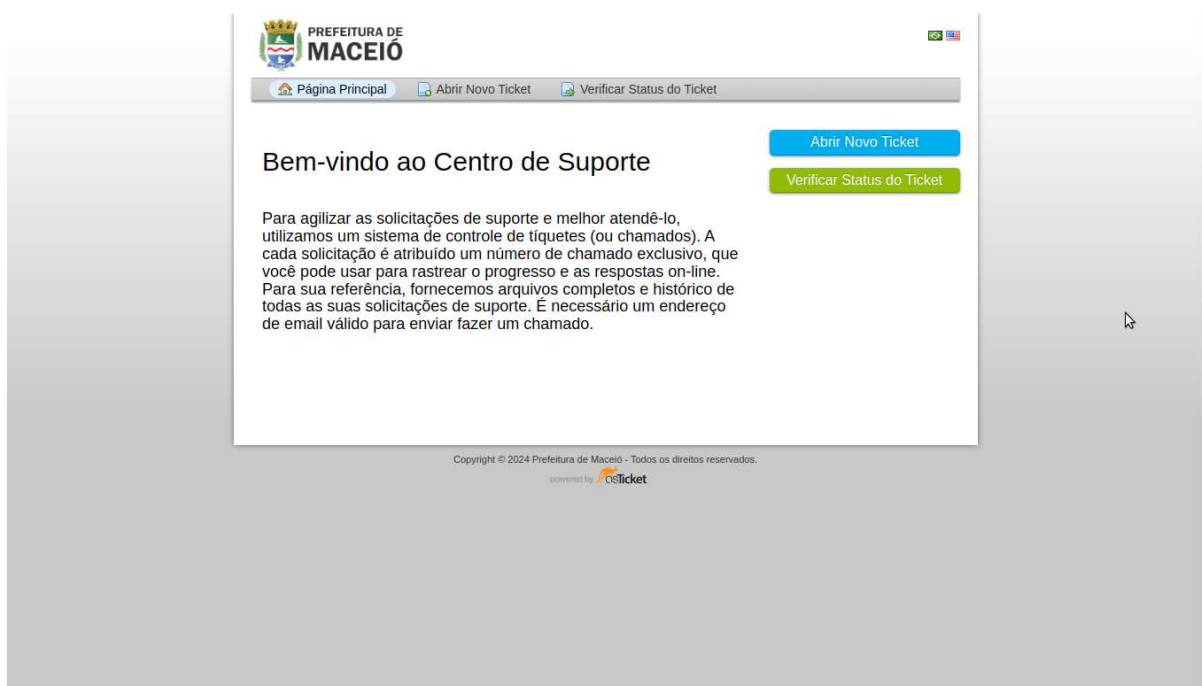 PREFEITURA DE
MACEIÓ
Página Principal Abrir Novo Ticket Verificar Status do Ticket
Abrir Novo Ticket
Verificar Status do Ticket
Bem-vindo ao Centro de Suporte
Para agilizar as solicitações de suporte e melhor atendê-lo,
utilizamos um sistema de controle de tíquetes (ou chamados). A
cada solicitação é atribuído um número de chamado exclusivo, que
você pode usar para rastrear o progresso e as respostas on-line.
Para sua referência, fornecemos arquivos completos e histórico de
todas as suas solicitações de suporte. É necessário um endereço
de email válido para enviar fazer um chamado.
Copyright © 2024 Prefeitura de Maceió - Todos os direitos reservados.
powered by osTicket